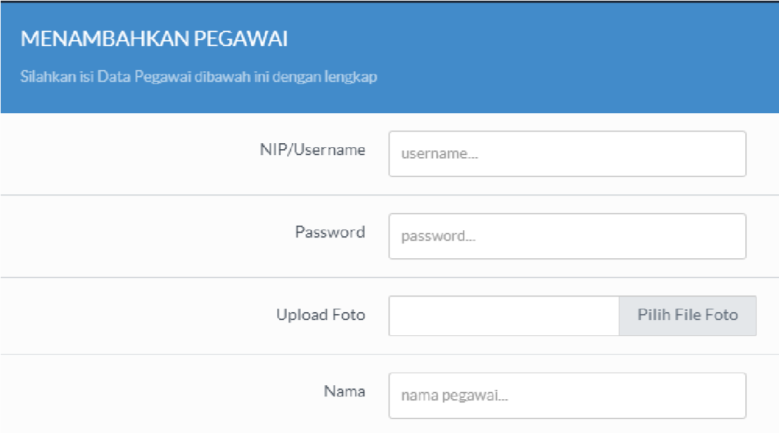 MENAMBAHKAN PEGAWAI
Silahkan isi Data Pegawai dibawah ini dengan lengkap
NIP/Username username...
Password password...
Upload Foto Pilih File Foto
Nama nama pegawai...